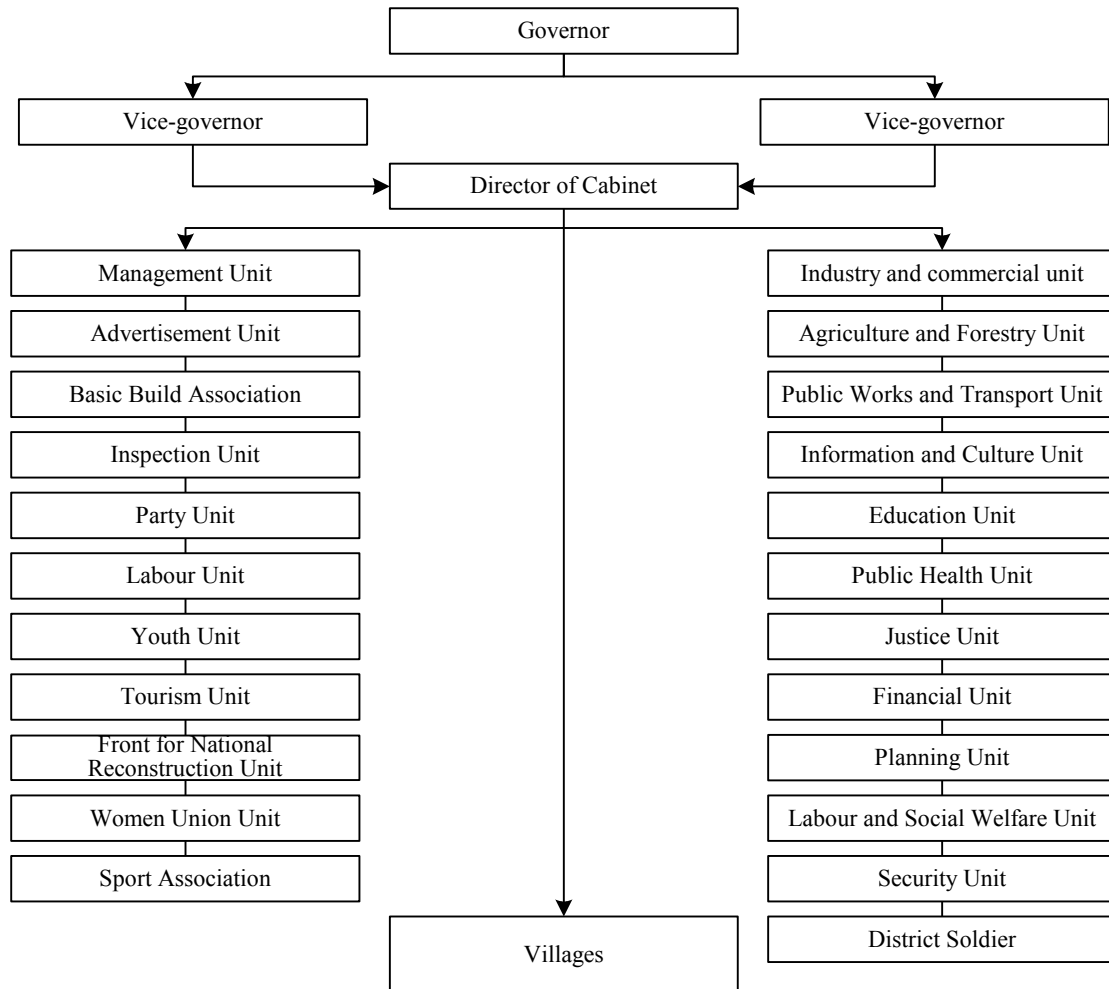 Governor
Vice-governor
Vice-governor
Director of Cabinet
Management Unit
Advertisement Unit
Basic Build Association
Inspection Unit
Party Unit
Labour Unit
Youth Unit
Tourism Unit
Front for National
Reconstruction Unit
Women Union Unit
Sport Association
Industry and commercial unit
Agriculture and Forestry Unit
Public Works and Transport Unit
Information and Culture Unit
Education Unit
Public Health Unit
Justice Unit
Financial Unit
Planning Unit
Labour and Social Welfare Unit
Security Unit
District Soldier
Villages